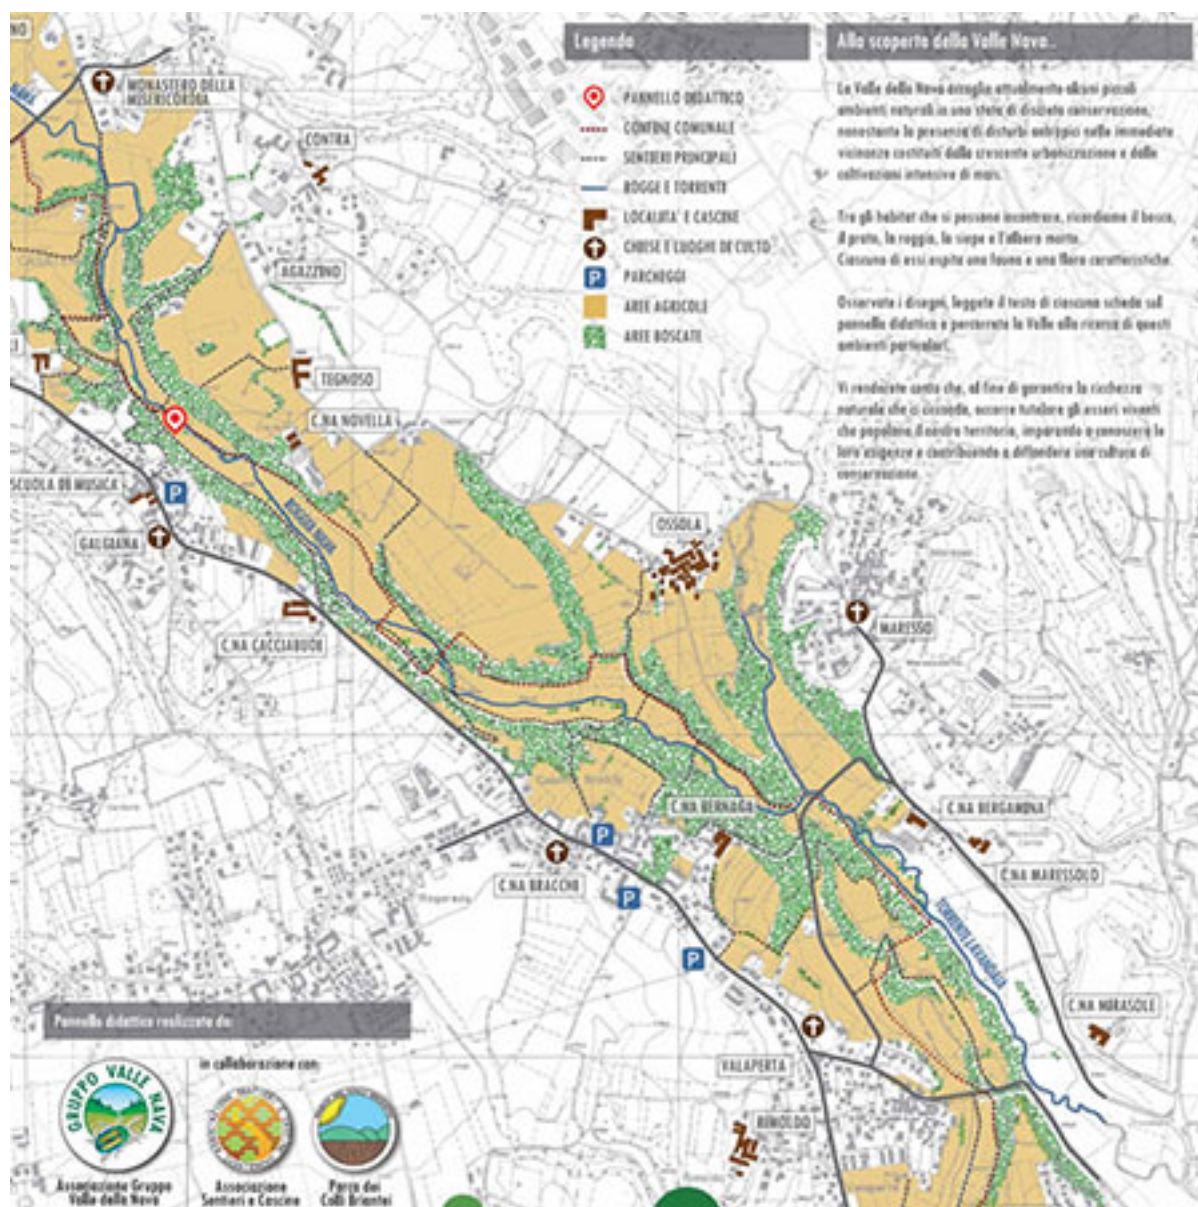 Legenda
PANNELLO DIDATTICO
CONFINE COMUNALE
SENTIERI PRINCIPALI
ROGGE E TORRENTI
LOCALITA' E CASCINE
CHIESE E LUOGHI DI CULTO
PARCHEGGI
AREE AGRICOLE
AREE BOSCATE
Alla scoperta della Valle Nava..
La Valle della Nava accoglie attualmente alcuni piccoli
ambienti naturali in uno stato di discreta conservazione,
nonostante la presenza di disturbi antropici nelle immediate
vicinanze costituiti dalla crescente urbanizzazione e dalle
coltivazioni intensive di mais.
Tra gli habitat che si possono incontrare, ricordiamo il bosco,
il prato, la roggia, la siepe e l'albero morto.
Ciascuno di essi ospita una fauna e una flora caratteristiche.
Osservate i disegni, leggete il testo di ciascuna scheda sul
pannello didattico e percorrete la Valle alla ricerca di questi
ambienti particolari.
Vi renderete conto che, al fine di garantire la ricchezza
naturale che ci circonda, occorre tutelare gli esseri viventi
che popolano il nostro territorio, imparando a conoscere le
loro esigenze e contribuendo a diffondere una cultura di
conservazione.
MONASTERO DELLA
MISERICORDIA
CONTRA
AGAZZINO
TEGNOSO
C.NA NOVELLA
SCUOLA DI MUSICA
P
GALGIANA
ROGGIA NAVA
OSSOLA
C.NA CACCIABUOI
MARESSO
C.NA BERNAGA
C.NA BERGAMINA
P
C.NA BRACCHI
C.NA MARESSOLO
P
TORRENTE LAVANDAIA
P
C.NA MIRASOLE
VALAPERTA
RIMOLDO
Pannello didattico realizzato da:
in collaborazione con:
GRUPPO VALLE NAVA
Associazione Gruppo
Valle della Nava
Associazione
Sentieri e Cascine
Parco dei
Colli Briantei